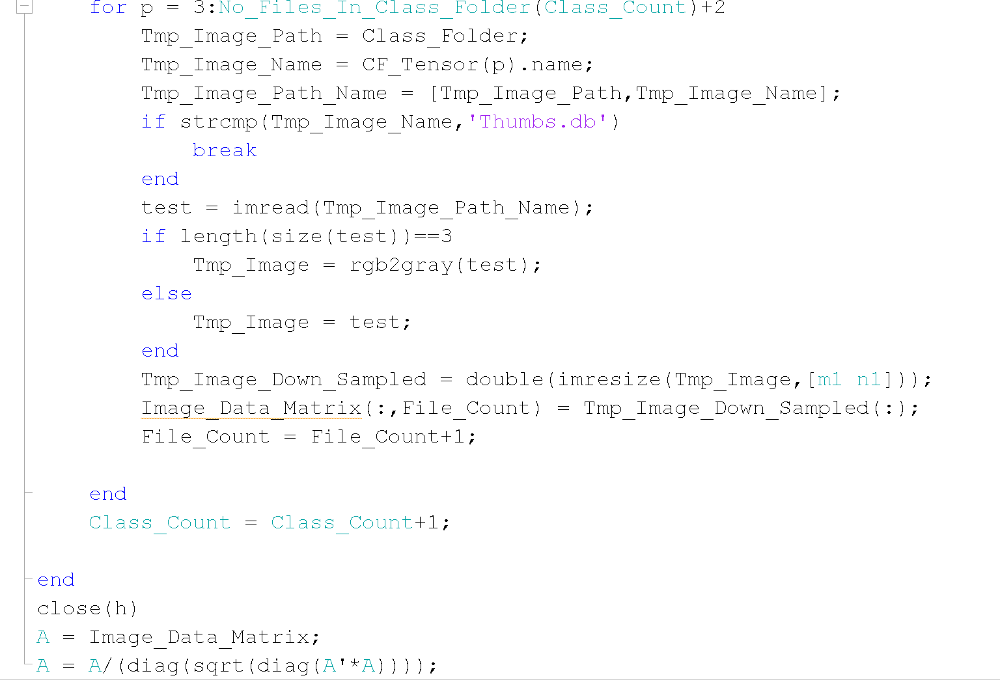 for p = 3:No_Files_In_Class_Folder(Class_Count)+2
Tmp_Image_Path = Class_Folder;
Tmp_Image_Name = CF_Tensor(p).name;
Tmp_Image_Path_Name = [Tmp_Image_Path,Tmp_Image_Name];
if strcmp(Tmp_Image_Name,'Thumbs.db')
break
end
test = imread(Tmp_Image_Path_Name);
if length(size(test))==3
Tmp_Image = rgb2gray(test);
else
Tmp_Image = test;
end
Tmp_Image_Down_Sampled = double(imresize(Tmp_Image,[m1 n1]));
Image_Data_Matrix(:,File_Count) = Tmp_Image_Down_Sampled(:);
File_Count = File_Count+1;
end
Class_Count = Class_Count+1;
end
close(h)
A = Image_Data_Matrix;
A = A/(diag(sqrt(diag(A'*A))));